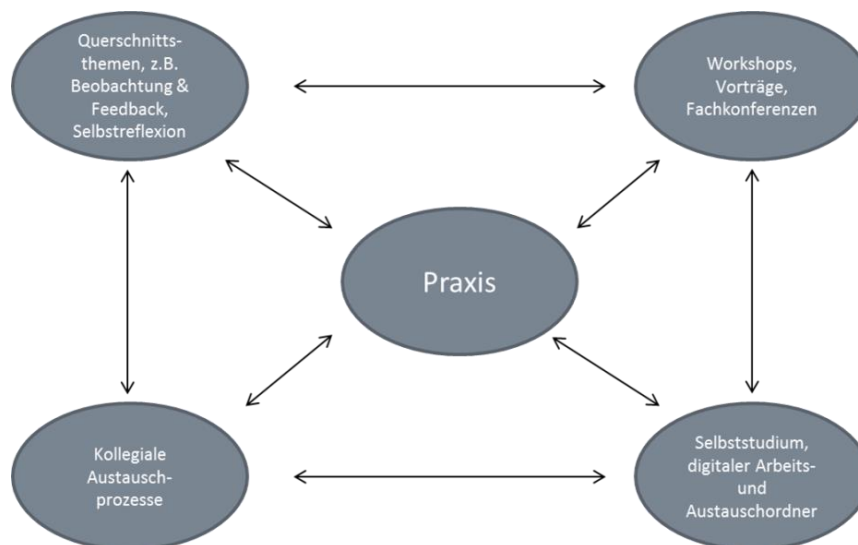 Querschnitts-
themen, z.B.
Beobachtung &
Feedback,
Selbstreflexion
Workshops,
Vorträge,
Fachkonferenzen
Praxis
Kollegiale
Austausch-
prozesse
Selbststudium,
digitaler Arbeits-
und
Austauschordner